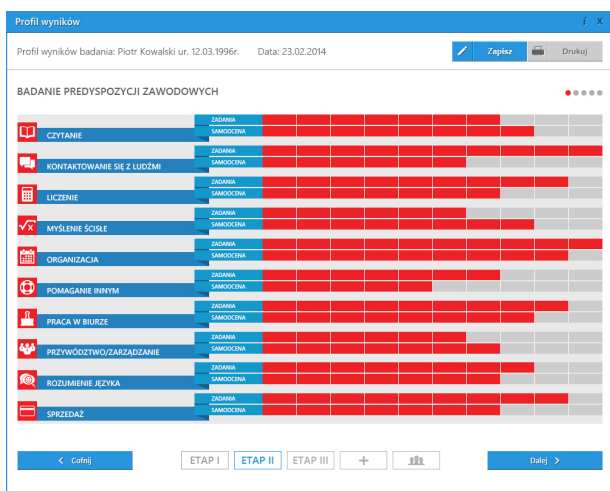 Profil wyników
i x
Profil wyników badania: Piotr Kowalski ur. 12.03.1996r. Data: 23.02.2014 Zapisz Drukuj
BADANIE PREDYSPOZYCJI ZAWODOWYCH
ZADANIA
CZYTANIE SAMOOCENA
ZADANIA
KONTAKTOWANIE SIĘ Z LUDŹMI SAMOOCENA
ZADANIA
LICZENIE SAMOOCENA
ZADANIA
MYŚLENIE ŚCISŁE SAMOOCENA
ZADANIA
ORGANIZACJA SAMOOCENA
ZADANIA
POMAGANIE INNYM SAMOOCENA
ZADANIA
PRACA W BIURZE SAMOOCENA
ZADANIA
PRZYWÓDZTWO/ZARZĄDZANIE SAMOOCENA
ZADANIA
ROZUMIENIE JĘZYKA SAMOOCENA
ZADANIA
SPRZEDAŻ SAMOOCENA
< Cofnij ETAP I ETAP II ETAP III + Dalej >